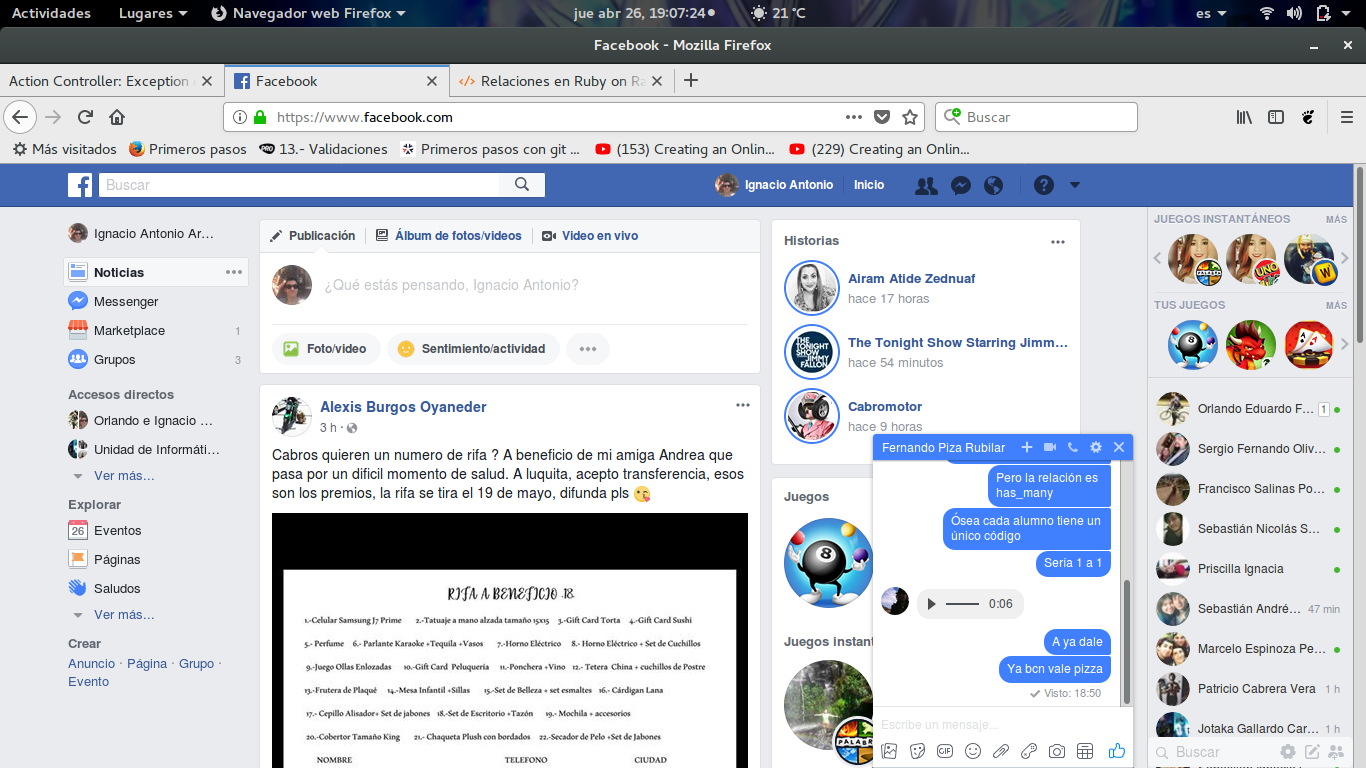 Actividades Lugares Navegador web Firefox jue abr 26, 19:07:24 21 °C es
Facebook - Mozilla Firefox
Action Controller: Exception Facebook Relaciones en Ruby on Ra
https://www.facebook.com Buscar
Más visitados Primeros pasos 13.- Validaciones Primeros pasos con git ... (153) Creating an Onlin... (229) Creating an Onlin...
Buscar Ignacio Antonio Inicio
Ignacio Antonio Ar...
Noticias
Messenger
Marketplace 1
Grupos 3
Accesos directos
Orlando e Ignacio ...
Unidad de Informáti...
Ver más...
Explorar
Eventos
26
Páginas
Saludos
Ver más...
Crear
Anuncio · Página · Grupo ·
Evento
Publicación Álbum de fotos/videos Video en vivo
¿Qué estás pensando, Ignacio Antonio?
Foto/video Sentimiento/actividad
Alexis Burgos Oyaneder
3 h ·
Cabros quieren un numero de rifa ? A beneficio de mi amiga Andrea que
pasa por un dificil momento de salud. A luquita, acepto transferencia, esos
son los premios, la rifa se tira el 19 de mayo, difunda pls
RIFA A BENEFICIO 18
1.-Celular Samsung J7 Prime 2.-Tatuaje a mano alzada tamaño 15x15 3.-Gift Card Torta 4.-Gift Card Sushi
5.- Perfume 6.- Parlante Karaoke +Tequila +Vasos 7.-Horno Eléctrico 8.- Horno Eléctrico + Set de Cuchillos
9.-Juego Ollas Enlozadas 10.-Gift Card Peluquería 11.-Ponchera +Vino 12.- Tetera China + cuchillos de Postre
13.-Frutera de Plaqué 14.-Mesa Infantil +Sillas 15.-Set de Belleza + set esmaltes 16.- Cárdigan Lana
17.- Cepillo Alisador+ Set de jabones 18.-Set de Escritorio +Tazón 19.- Mochila + accesorios
20.-Cobertor Tamaño King 21.- Chaqueta Plush con bordados 22.-Secador de Pelo +Set de Jabones
NOMBRE TELEFONO CIUDAD
Historias
Airam Atide Zednuaf
hace 17 horas
THE TONIGHT SHOW JIMMY FALLON
The Tonight Show Starring Jimm...
hace 54 minutos
Cabromotor
hace 9 horas
Juegos
8
Juegos instant
PALABR
Fernando Piza Rubilar
Pero la relación es
has_many
Ósea cada alumno tiene un
único código
Sería 1 a 1
0:06
A ya dale
Ya bcn vale pizza
Visto: 18:50
Escribe un mensaje...
GIF
JUEGOS INSTANTÁNEOS MÁS
UNO W
TUS JUEGOS MÁS
8
Orlando Eduardo F... 1
Sergio Fernando Oliv...
Francisco Salinas Po...
Sebastián Nicolás S...
Priscilla Ignacia
Sebastián André... 47 min
Marcelo Espinoza Pe...
Patricio Cabrera Vera 1 h
Jotaka Gallardo Car... 1 h
Buscar